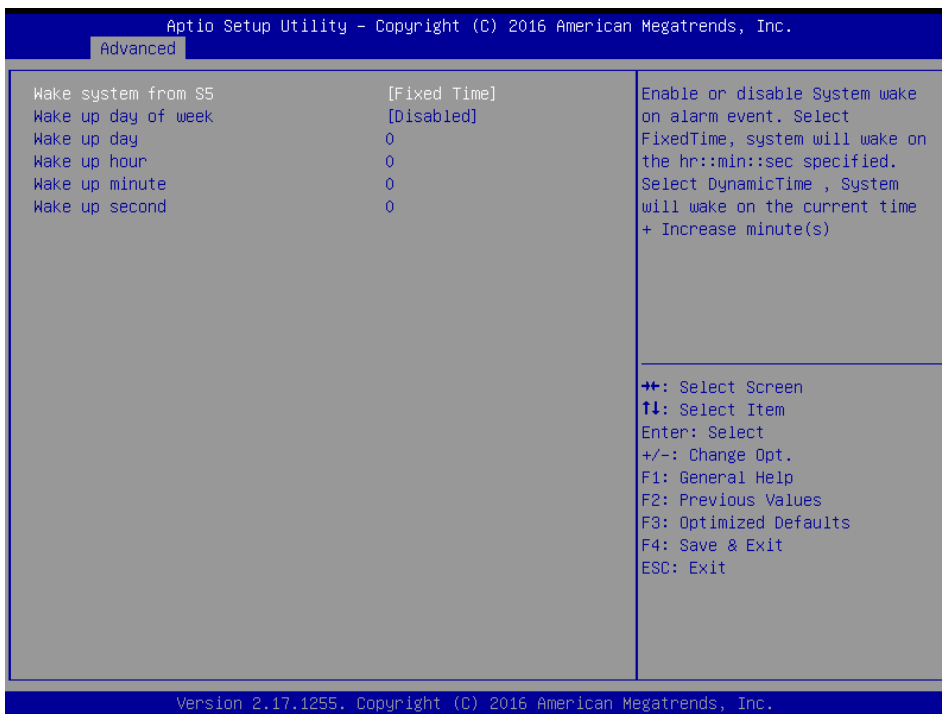 Aptio Setup Utility – Copyright (C) 2016 American Megatrends, Inc.
Advanced
Wake system from S5 [Fixed Time]
Wake up day of week [Disabled]
Wake up day 0
Wake up hour 0
Wake up minute 0
Wake up second 0
Enable or disable System wake
on alarm event. Select
FixedTime, system will wake on
the hr::min::sec specified.
Select DynamicTime , System
will wake on the current time
+ Increase minute(s)
→←: Select Screen
↑↓: Select Item
Enter: Select
+/-: Change Opt.
F1: General Help
F2: Previous Values
F3: Optimized Defaults
F4: Save & Exit
ESC: Exit
Version 2.17.1255. Copyright (C) 2016 American Megatrends, Inc.